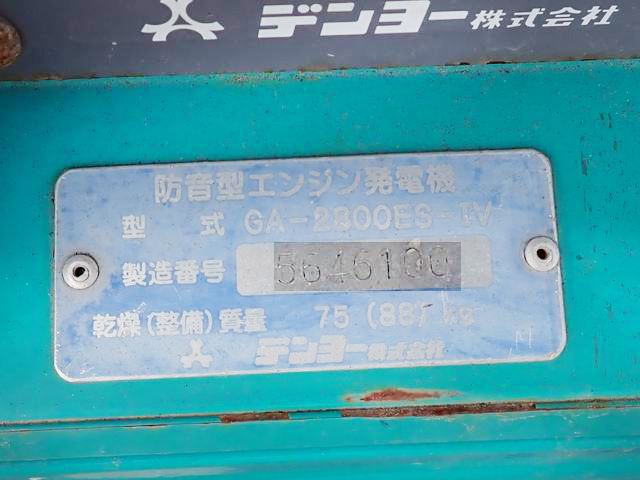 デンヨー株式会社
防音型エンジン発電機
型 式 GA-2800ES-IV
製造番号 5646100
乾燥(整備)質量 75 (88) kg
デンヨー株式会社